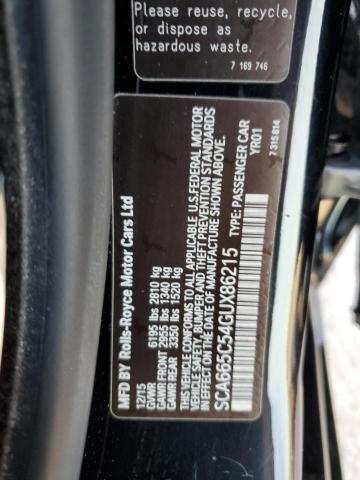 Please reuse, recycle,
or dispose as
hazardous waste.
7 169 746
MFD BY Rolls-Royce Motor Cars Ltd
12/15
GVWR 6195 lbs 2810 kg
GAWR FRONT 2955 lbs 1340 kg
GAWR REAR 3350 lbs 1520 kg
THIS VEHICLE CONFORMS TO ALL APPLICABLE U.S. FEDERAL MOTOR
VEHICLE SAFETY, BUMPER AND THEFT PREVENTION STANDARDS
IN EFFECT ON THE DATE OF MANUFACTURE SHOWN ABOVE.
SCA665C54GUX86215 TYPE: PASSENGER CAR
YR01
7 315 814